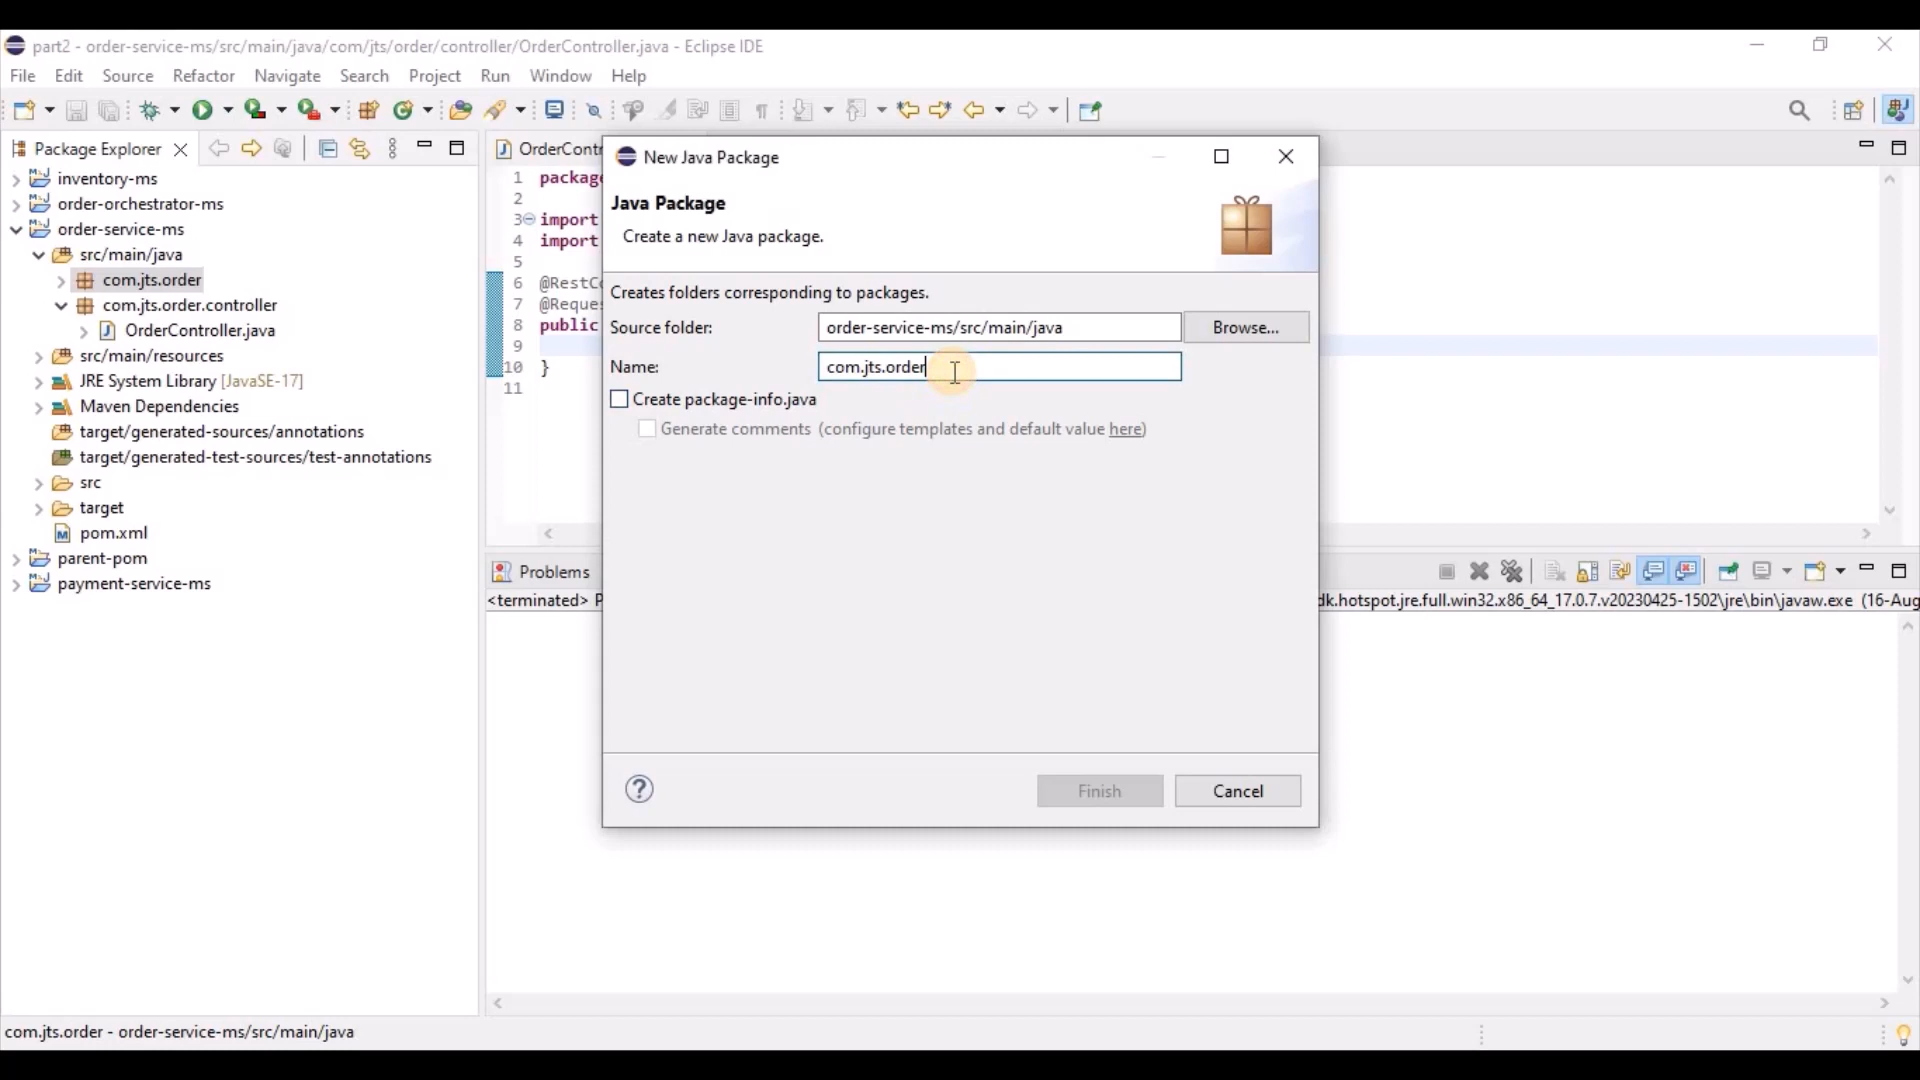 part2 - order-service-ms/src/main/java/com/jts/order/controller/OrderController.java - Eclipse IDE
File Edit Source Refactor Navigate Search Project Run Window Help
Package Explorer
inventory-ms
order-orchestrator-ms
order-service-ms
src/main/java
com.jts.order
com.jts.order.controller
OrderController.java
src/main/resources
JRE System Library [JavaSE-17]
Maven Dependencies
target/generated-sources/annotations
target/generated-test-sources/test-annotations
src
target
pom.xml
parent-pom
payment-service-ms
OrderContr
1 package
2
3 import
4 import
5
6 @RestCo
7 @Reques
8 public
9
10 }
11
New Java Package
Java Package
Create a new Java package.
Creates folders corresponding to packages.
Source folder: order-service-ms/src/main/java Browse...
Name: com.jts.order
Create package-info.java
Generate comments (configure templates and default value here)
? Finish Cancel
Problems
<terminated> P
dk.hotspot.jre.full.win32.x86_64_17.0.7.v20230425-1502\jre\bin\javaw.exe (16-Aug
com.jts.order - order-service-ms/src/main/java